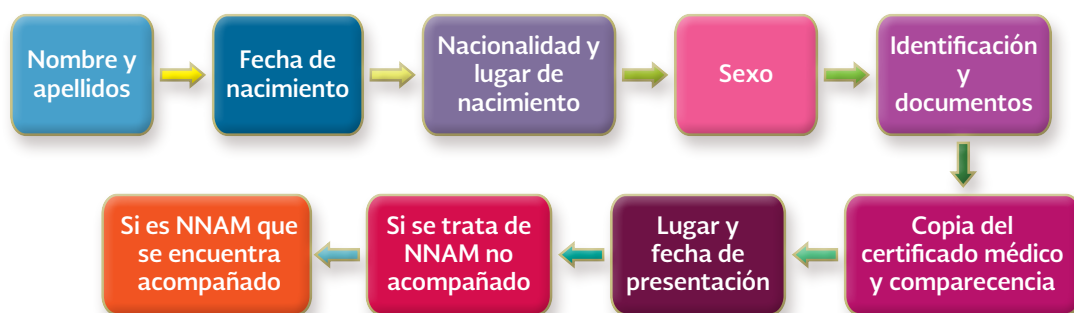 Nombre y
apellidos
Fecha de
nacimiento
Nacionalidad y
lugar de
nacimiento
Sexo
Identificación
y
documentos
Copia del
certificado médico
y comparecencia
Lugar y
fecha de
presentación
Si se trata de
NNAM no
acompañado
Si es NNAM que
se encuentra
acompañado